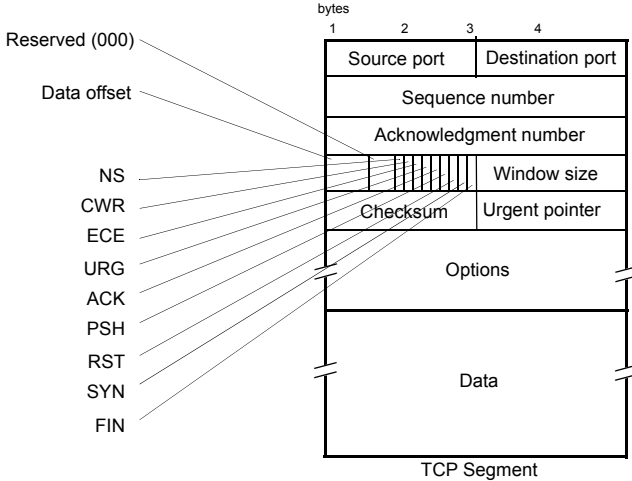 bytes
1 2 3 4
Reserved (000)
Source port Destination port
Data offset
Sequence number
Acknowledgment number
NS
Window size
CWR
Checksum Urgent pointer
ECE
URG
Options
ACK
PSH
RST
SYN
Data
FIN
TCP Segment